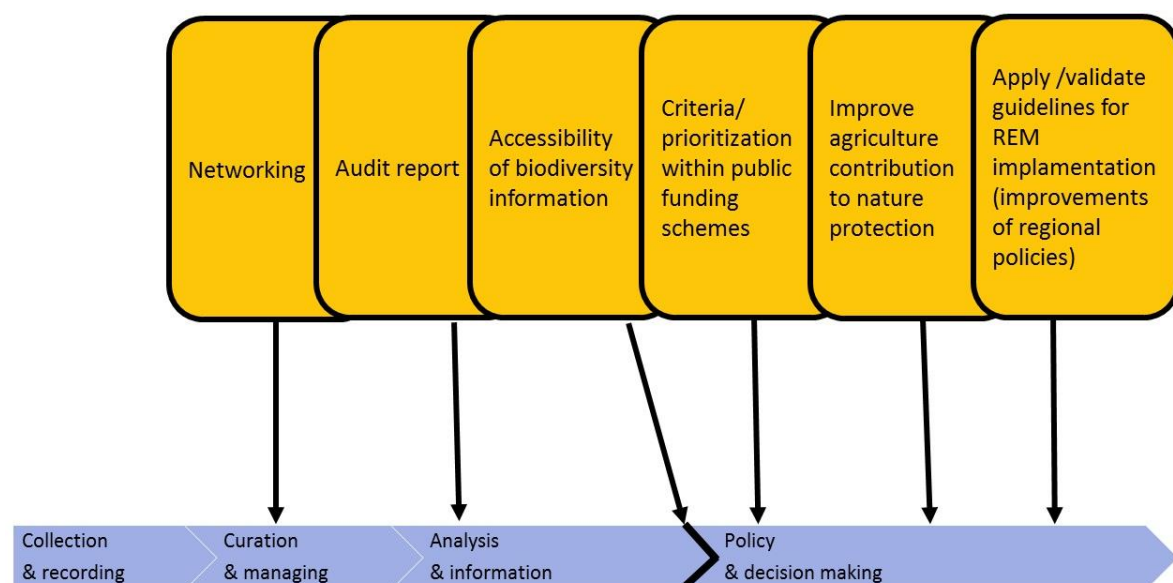 Networking
Audit report
Accessibility
of biodiversity
information
Criteria/
prioritization
within public
funding
schemes
Improve
agriculture
contribution
to nature
protection
Apply /validate
guidelines for
REM
implamentation
(improvements
of regional
policies)
Collection
& recording
Curation
& managing
Analysis
& information
Policy
& decision making